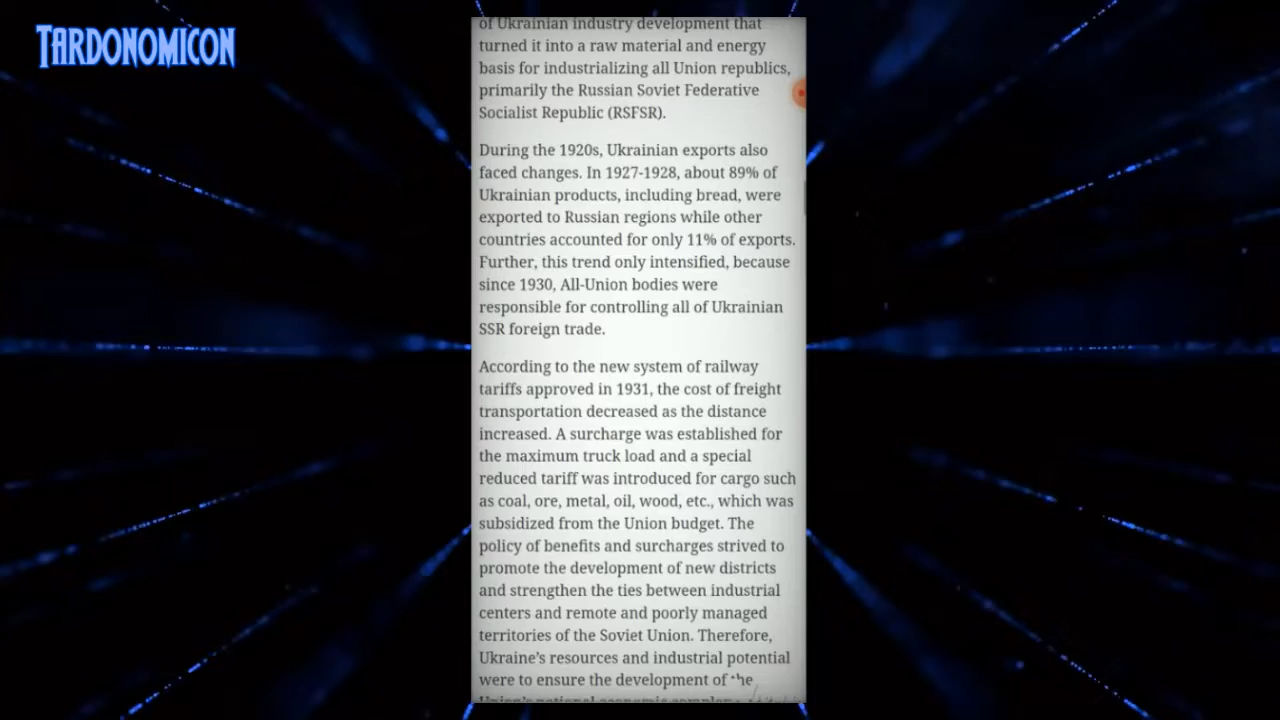 TARDONOMICON
of Ukrainian industry development that
turned it into a raw material and energy
basis for industrializing all Union republics,
primarily the Russian Soviet Federative
Socialist Republic (RSFSR).
During the 1920s, Ukrainian exports also
faced changes. In 1927-1928, about 89% of
Ukrainian products, including bread, were
exported to Russian regions while other
countries accounted for only 11% of exports.
Further, this trend only intensified, because
since 1930, All-Union bodies were
responsible for controlling all of Ukrainian
SSR foreign trade.
According to the new system of railway
tariffs approved in 1931, the cost of freight
transportation decreased as the distance
increased. A surcharge was established for
the maximum truck load and a special
reduced tariff was introduced for cargo such
as coal, ore, metal, oil, wood, etc., which was
subsidized from the Union budget. The
policy of benefits and surcharges strived to
promote the development of new districts
and strengthen the ties between industrial
centers and remote and poorly managed
territories of the Soviet Union. Therefore,
Ukraine's resources and industrial potential
were to ensure the development of the
Union's national economic